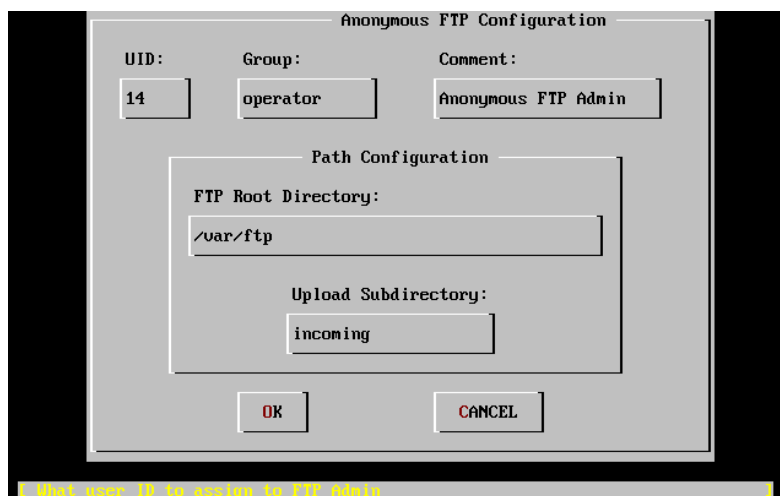 Anonymous FTP Configuration
UID: Group: Comment:
14 operator Anonymous FTP Admin
Path Configuration
FTP Root Directory:
/var/ftp
Upload Subdirectory:
incoming
OK CANCEL
[ What user ID to assign to FTP Admin ]